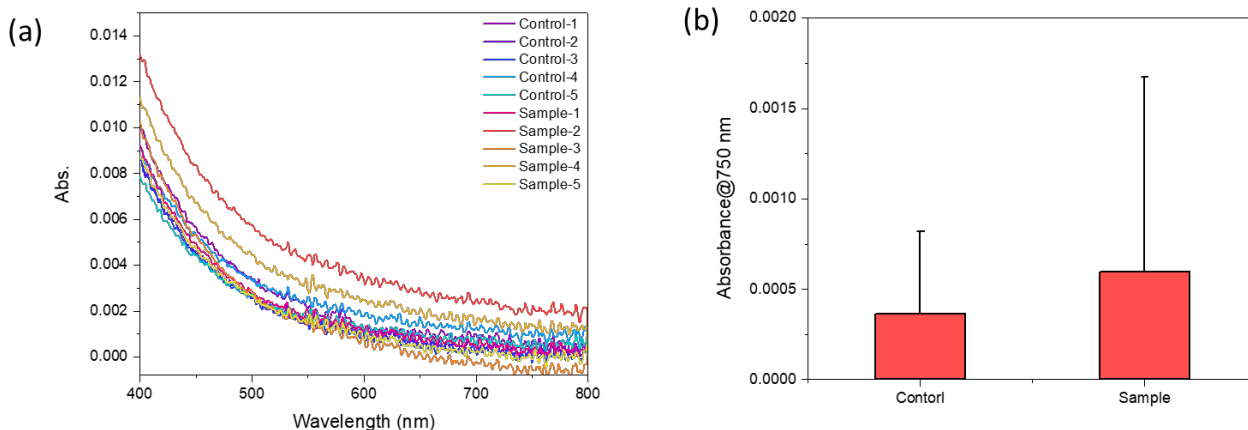 (a)
Abs.
0.014
0.012
0.010
0.008
0.006
0.004
0.002
0.000
400
500
600
700
800
Wavelength (nm)
Control-1
Control-2
Control-3
Control-4
Control-5
Sample-1
Sample-2
Sample-3
Sample-4
Sample-5
(b)
Absorbance@750 nm
0.0020
0.0015
0.0010
0.0005
0.0000
Contorl
Sample